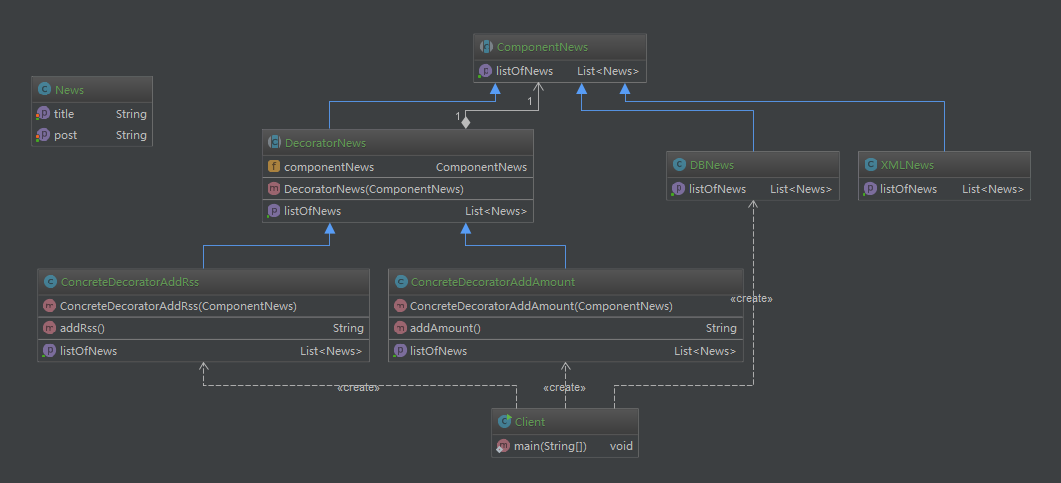 ComponentNews
listOfNews List<News>
News
title String
post String
1
1
DecoratorNews
componentNews ComponentNews
DecoratorNews(ComponentNews)
listOfNews List<News>
DBNews
listOfNews List<News>
XMLNews
listOfNews List<News>
ConcreteDecoratorAddRss
ConcreteDecoratorAddRss(ComponentNews)
addRss() String
listOfNews List<News>
ConcreteDecoratorAddAmount
ConcreteDecoratorAddAmount(ComponentNews)
addAmount() String
listOfNews List<News>
«create»
«create»
«create»
Client
main(String[]) void